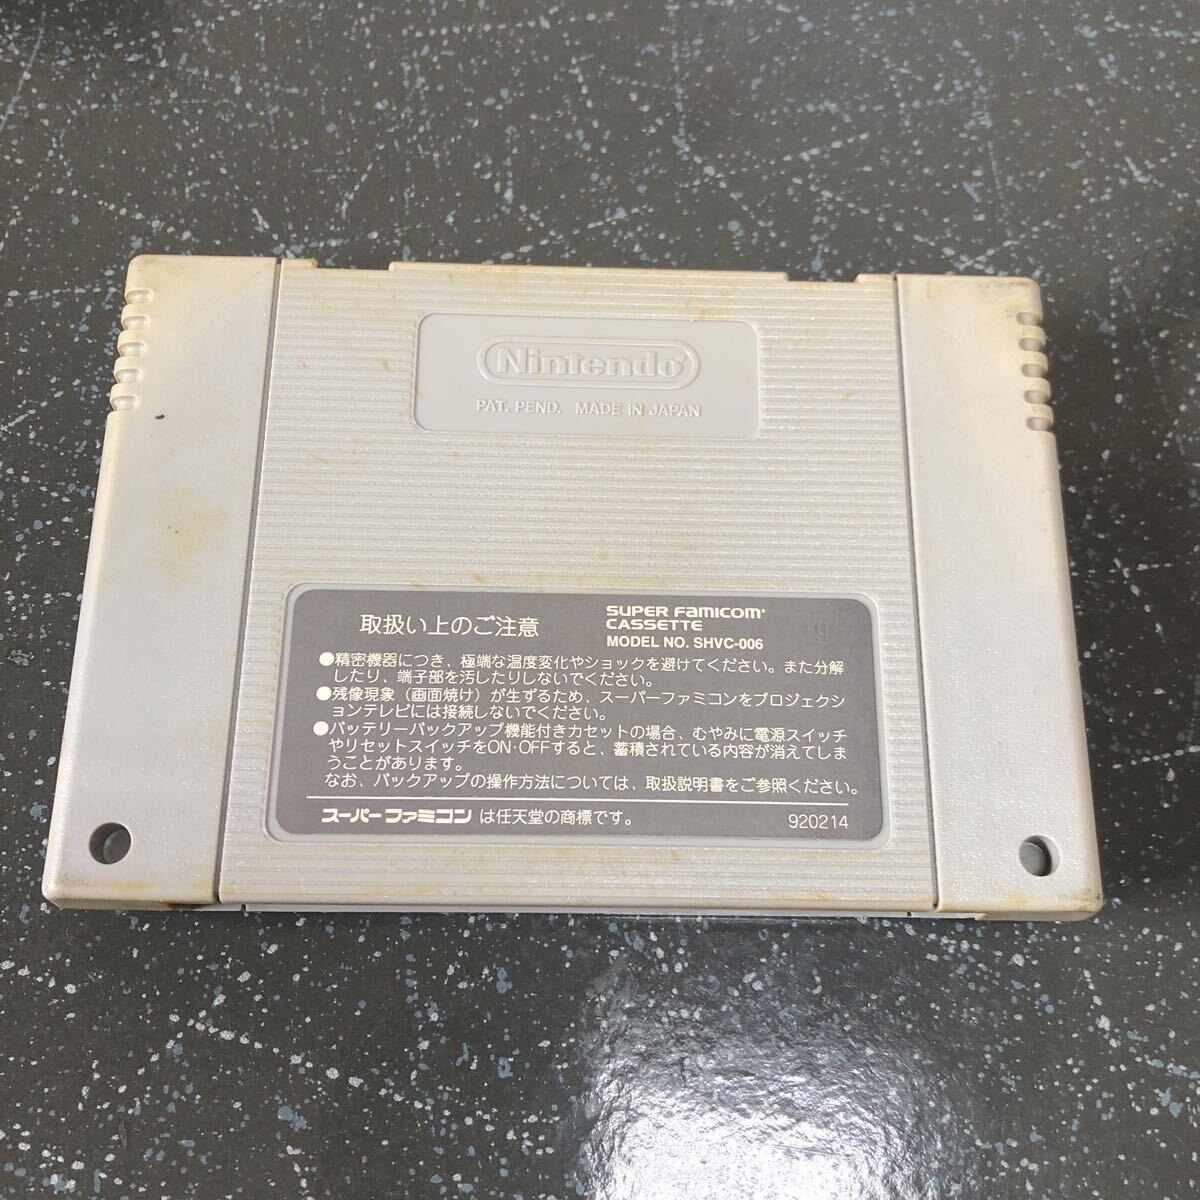 Nintendo
PAT. PEND. MADE IN JAPAN
取扱い上のご注意
SUPER FAMICOM
CASSETTE
MODEL NO. SHVC-006
●精密機器につき、極端な温度変化やショックを避けてください。また分解
したり、端子部を汚したりしないでください。
●残像現象（画面焼け）が生ずるため、スーパーファミコンをプロジェクシ
ョンテレビには接続しないでください。
●バッテリーバックアップ機能付きカセットの場合、むやみに電源スイッチ
やリセットスイッチをON・OFFすると、蓄積されている内容が消えてしま
うことがあります。
なお、バックアップの操作方法については、取扱説明書をご参照ください。
スーパーファミコンは任天堂の商標です。
920214